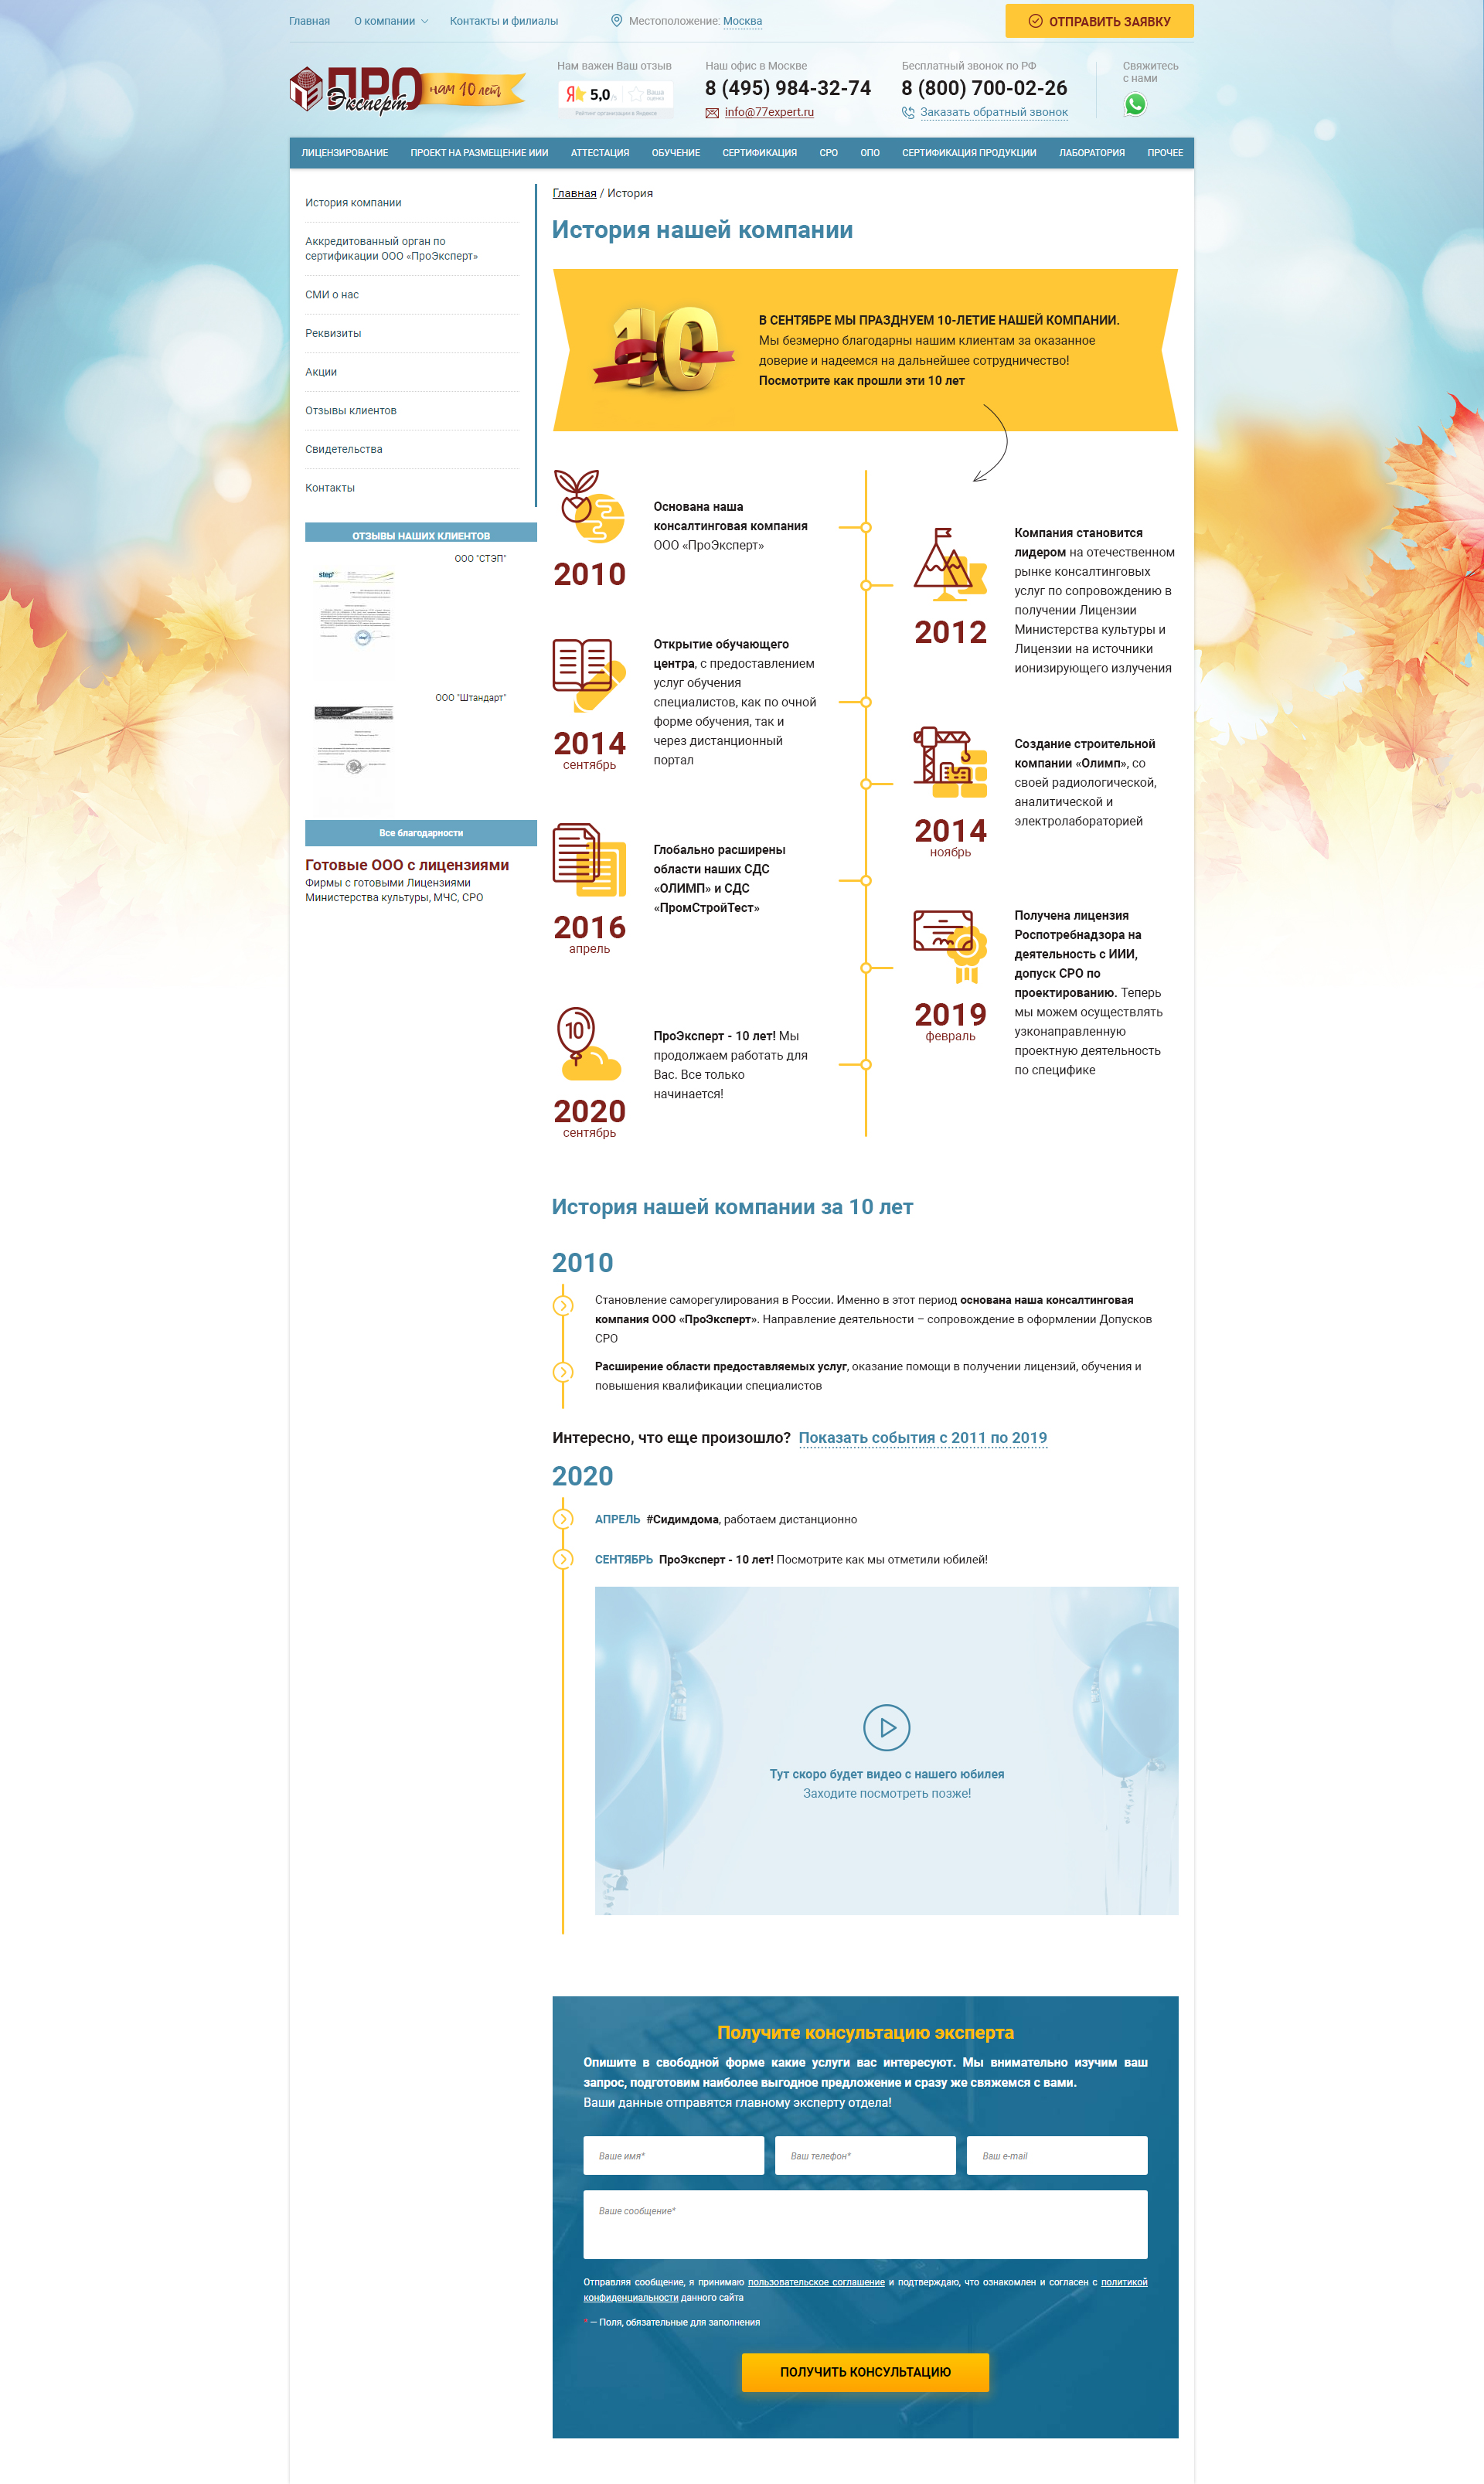 Главная
О компании
Контакты и филиалы
Местоположение: Москва
ОТПРАВИТЬ ЗАЯВКУ
ПРО
Эксперт
нам 10 лет
Нам важен Ваш отзыв
5,0
Ваша
оценка
Рейтинг организации в Яндексе
Наш офис в Москве
8 (495) 984-32-74
info@77expert.ru
Бесплатный звонок по РФ
8 (800) 700-02-26
Заказать обратный звонок
Свяжитесь
с нами
ЛИЦЕНЗИРОВАНИЕ ПРОЕКТ НА РАЗМЕЩЕНИЕ ИИИ АТТЕСТАЦИЯ ОБУЧЕНИЕ СЕРТИФИКАЦИЯ СРО ОПО СЕРТИФИКАЦИЯ ПРОДУКЦИИ ЛАБОРАТОРИЯ ПРОЧЕЕ
История компании
Аккредитованный орган по
сертификации ООО «ПроЭксперт»
СМИ о нас
Реквизиты
Акции
Отзывы клиентов
Свидетельства
Контакты
ОТЗЫВЫ НАШИХ КЛИЕНТОВ
ООО "СТЭП"
step
ООО "Штандарт"
Все благодарности
Готовые ООО с лицензиями
Фирмы с готовыми Лицензиями
Министерства культуры, МЧС, СРО
Главная / История
История нашей компании
10
В СЕНТЯБРЕ МЫ ПРАЗДНУЕМ 10-ЛЕТИЕ НАШЕЙ КОМПАНИИ.
Мы безмерно благодарны нашим клиентам за оказанное
доверие и надеемся на дальнейшее сотрудничество!
Посмотрите как прошли эти 10 лет
2010
Основана наша
консалтинговая компания
ООО «ПроЭксперт»
2012
Компания становится
лидером на отечественном
рынке консалтинговых
услуг по сопровождению в
получении Лицензии
Министерства культуры и
Лицензии на источники
ионизирующего излучения
2014
сентябрь
Открытие обучающего
центра, с предоставлением
услуг обучения
специалистов, как по очной
форме обучения, так и
через дистанционный
портал
2014
ноябрь
Создание строительной
компании «Олимп», со
своей радиологической,
аналитической и
электролабораторией
2016
апрель
Глобально расширены
области наших СДС
«ОЛИМП» и СДС
«ПромСтройТест»
2019
февраль
Получена лицензия
Роспотребнадзора на
деятельность с ИИИ,
допуск СРО по
проектированию. Теперь
мы можем осуществлять
узконаправленную
проектную деятельность
по специфике
10
2020
сентябрь
ПроЭксперт - 10 лет! Мы
продолжаем работать для
Вас. Все только
начинается!
История нашей компании за 10 лет
2010
Становление саморегулирования в России. Именно в этот период основана наша консалтинговая
компания ООО «ПроЭксперт». Направление деятельности – сопровождение в оформлении Допусков
СРО
Расширение области предоставляемых услуг, оказание помощи в получении лицензий, обучения и
повышения квалификации специалистов
Интересно, что еще произошло? Показать события с 2011 по 2019
2020
АПРЕЛЬ #Сидимдома, работаем дистанционно
СЕНТЯБРЬ ПроЭксперт - 10 лет! Посмотрите как мы отметили юбилей!
Тут скоро будет видео с нашего юбилея
Заходите посмотреть позже!
Получите консультацию эксперта
Опишите в свободной форме какие услуги вас интересуют. Мы внимательно изучим ваш
запрос, подготовим наиболее выгодное предложение и сразу же свяжемся с вами.
Ваши данные отправятся главному эксперту отдела!
Ваше имя*
Ваш телефон*
Ваш e-mail
Ваше сообщение*
Отправляя сообщение, я принимаю пользовательское соглашение и подтверждаю, что ознакомлен и согласен с политикой
конфиденциальности данного сайта
* — Поля, обязательные для заполнения
ПОЛУЧИТЬ КОНСУЛЬТАЦИЮ